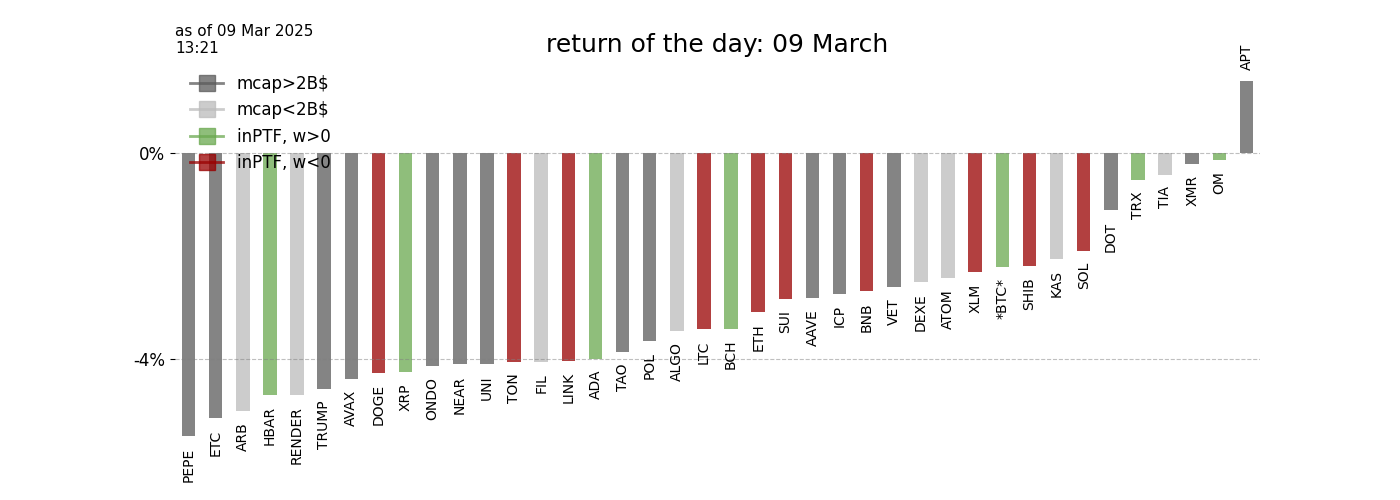 as of 09 Mar 2025
13:21
return of the day: 09 March
mcap>2B$
mcap<2B$
inPTF, w>0
inPTF, w<0
0%
-4%
PEPE
ETC
ARB
HBAR
RENDER
TRUMP
AVAX
DOGE
XRP
ONDO
NEAR
UNI
TON
FIL
LINK
ADA
TAO
POL
ALGO
LTC
BCH
ETH
SUI
AAVE
ICP
BNB
VET
DEXE
ATOM
XLM
*BTC*
SHIB
KAS
SOL
DOT
TRX
TIA
XMR
OM
APT